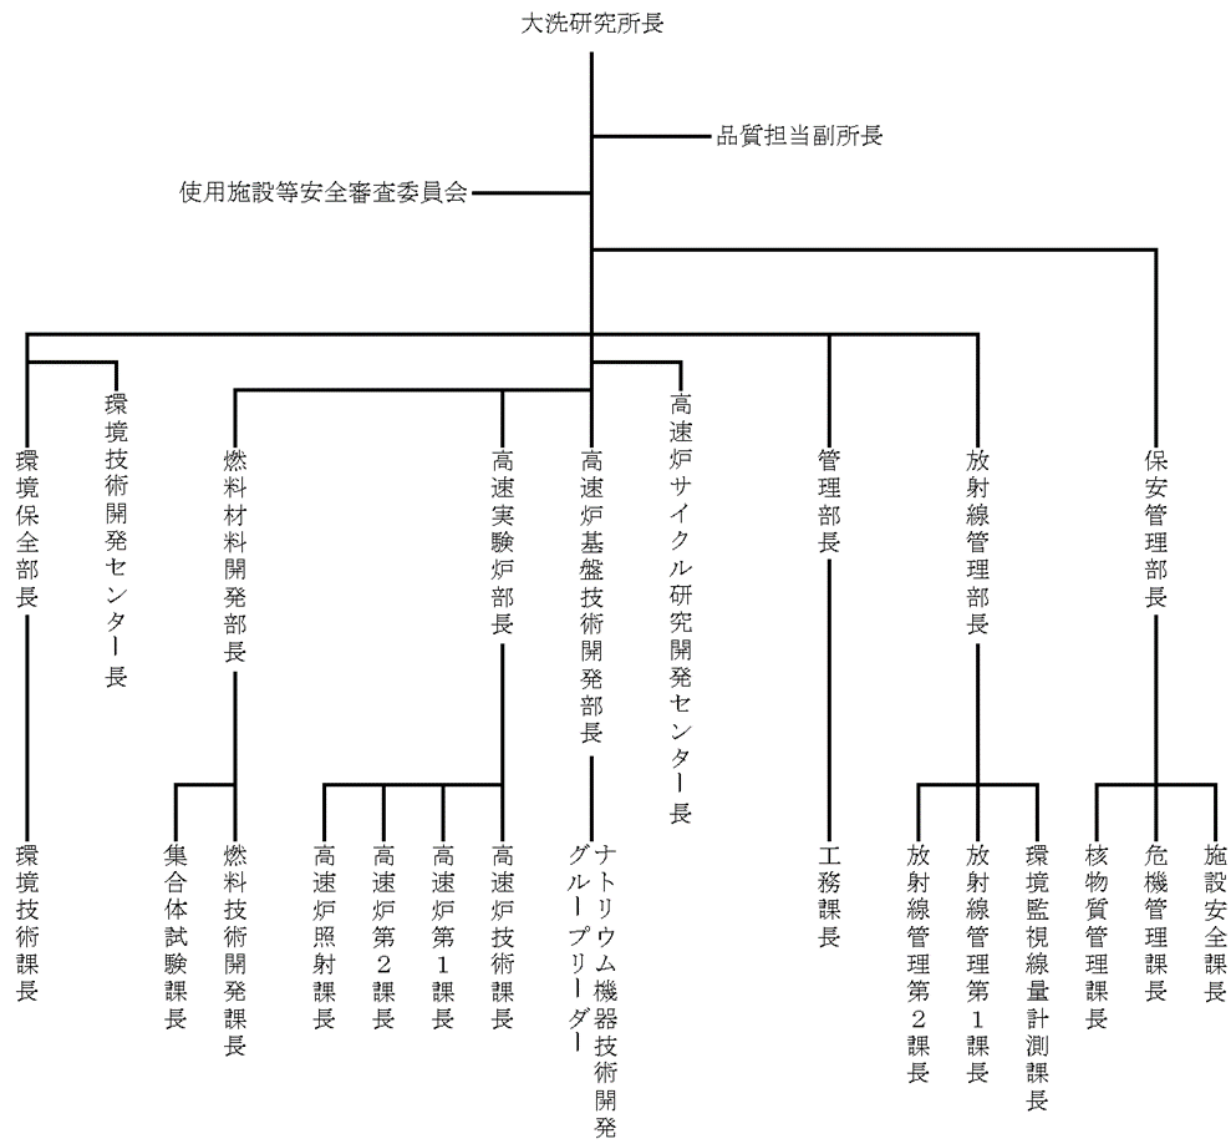 大洗研究所長
品質担当副所長
使用施設等安全審査委員会
保安管理部長
放射線管理部長
管理部長
高速炉サイクル研究開発センター長
高速炉基盤技術開発部長
高速実験炉部長
燃料材料開発部長
環境技術開発センター長
環境保全部長
施設安全課長
危機管理課長
核物質管理課長
環境監視線量計測課長
放射線管理第1課長
放射線管理第2課長
工務課長
ナトリウム機器技術開発
グループリーダー
高速炉技術課長
高速炉第1課長
高速炉第2課長
高速炉照射課長
燃料技術開発課長
集合体試験課長
環境技術課長